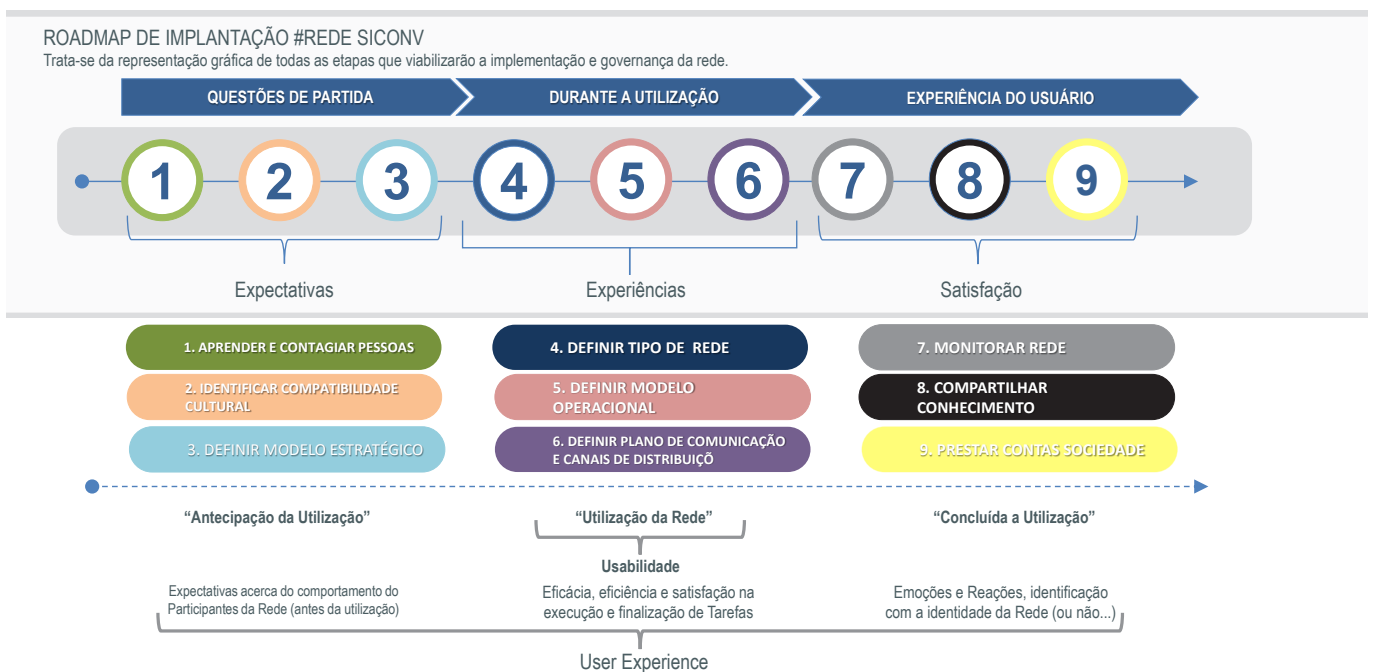 ROADMAP DE IMPLANTAÇÃO #REDE SICONV
Trata-se da representação gráfica de todas as etapas que viabilizarão a implementação e governança da rede.
QUESTÕES DE PARTIDA
DURANTE A UTILIZAÇÃO
EXPERIÊNCIA DO USUÁRIO
1
2
3
4
5
6
7
8
9
Expectativas
Experiências
Satisfação
1. APRENDER E CONTAGIAR PESSOAS
2. IDENTIFICAR COMPATIBILIDADE
CULTURAL
3. DEFINIR MODELO ESTRATÉGICO
4. DEFINIR TIPO DE REDE
5. DEFINIR MODELO
OPERACIONAL
6. DEFINIR PLANO DE COMUNICAÇÃO
E CANAIS DE DISTRIBUIÇÕ
7. MONITORAR REDE
8. COMPARTILHAR
CONHECIMENTO
9. PRESTAR CONTAS SOCIEDADE
“Antecipação da Utilização”
“Utilização da Rede”
“Concluída a Utilização”
Usabilidade
Expectativas acerca do comportamento do
Participantes da Rede (antes da utilização)
Eficácia, eficiência e satisfação na
execução e finalização de Tarefas
Emoções e Reações, identificação
com a identidade da Rede (ou não...)
User Experience